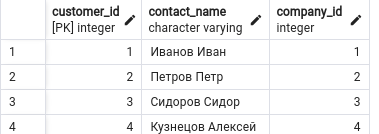 customer_id contact_name company_id
[PK] integer character varying integer
1 1 Иванов Иван 1
2 2 Петров Петр 2
3 3 Сидоров Сидор 3
4 4 Кузнецов Алексей 4